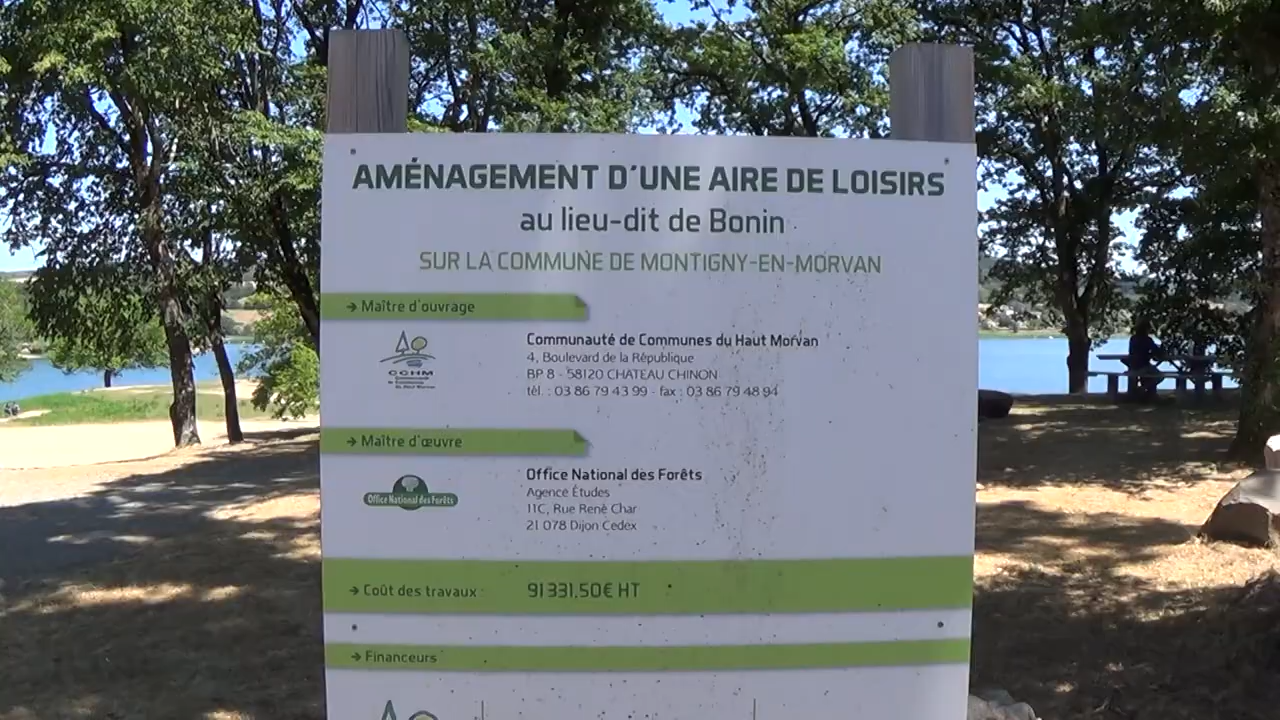 AMÉNAGEMENT D'UNE AIRE DE LOISIRS
au lieu-dit de Bonin
SUR LA COMMUNE DE MONTIGNY-EN-MORVAN
→ Maître d'ouvrage
CCHM
Communauté de Communes du Haut Morvan
4, Boulevard de la République
BP 8 - 58120 CHATEAU CHINON
tél. : 03 86 79 43 99 - fax : 03 86 79 48 94
→ Maître d'œuvre
Office National des Forêts
Office National des Forêts
Agence Études
11C, Rue René Char
21 078 Dijon Cedex
→ Coût des travaux : 91 331,50€ HT
→ Financeurs